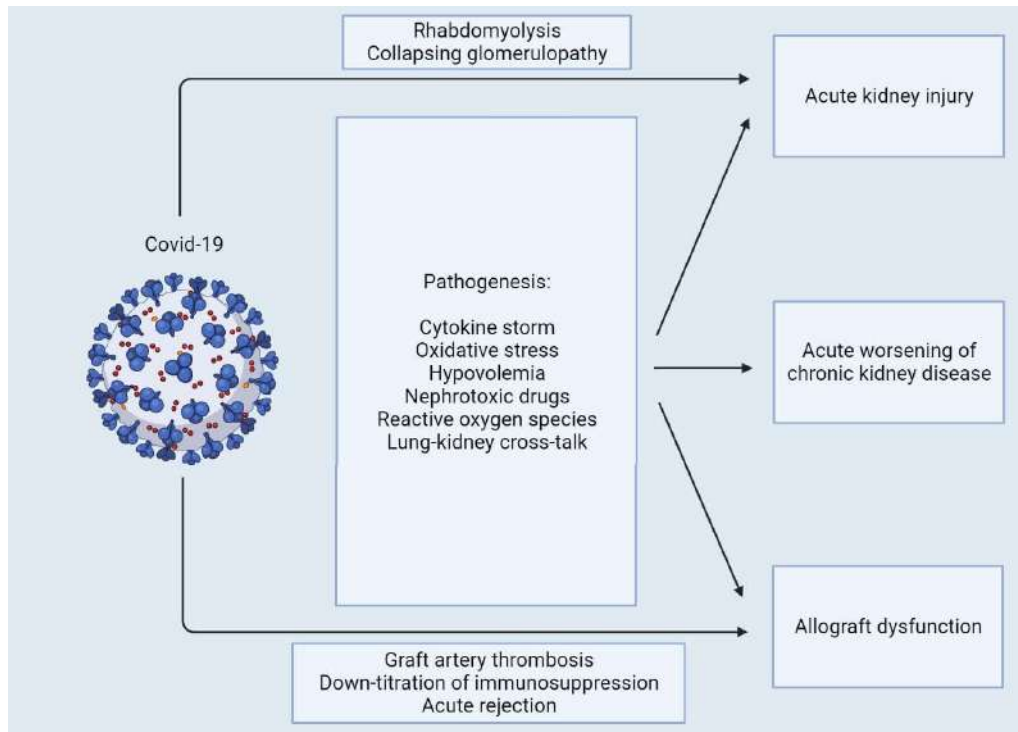 Rhabdomyolysis
Collapsing glomerulopathy
Acute kidney injury
Covid-19
Pathogenesis:
Cytokine storm
Oxidative stress
Hypovolemia
Nephrotoxic drugs
Reactive oxygen species
Lung-kidney cross-talk
Acute worsening of
chronic kidney disease
Allograft dysfunction
Graft artery thrombosis
Down-titration of immunosuppression
Acute rejection